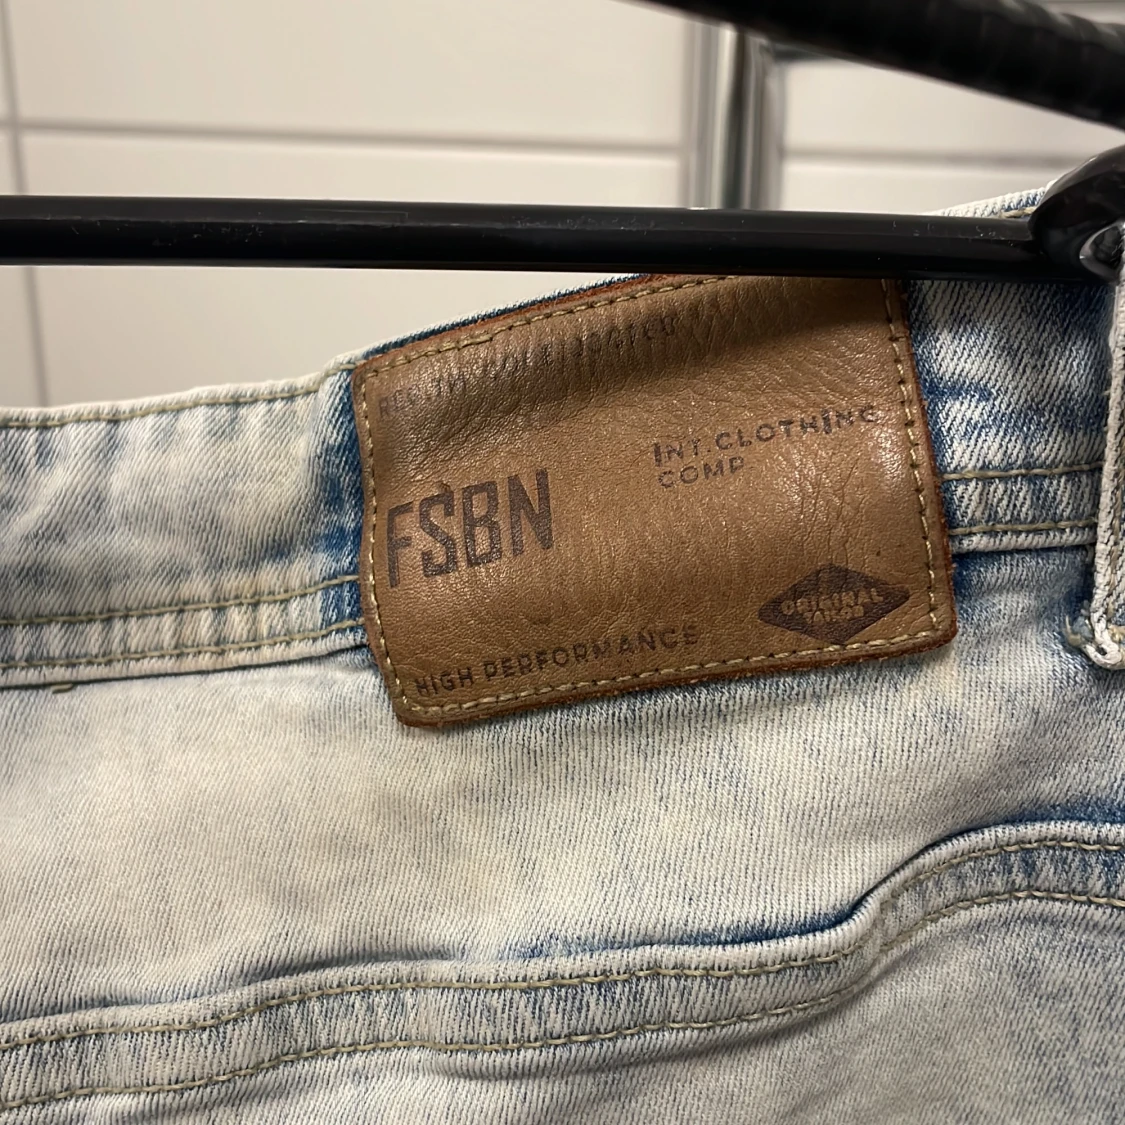 FSBN
INT. CLOTHING
COMP
HIGH PERFORMANCE
ORIGINAL